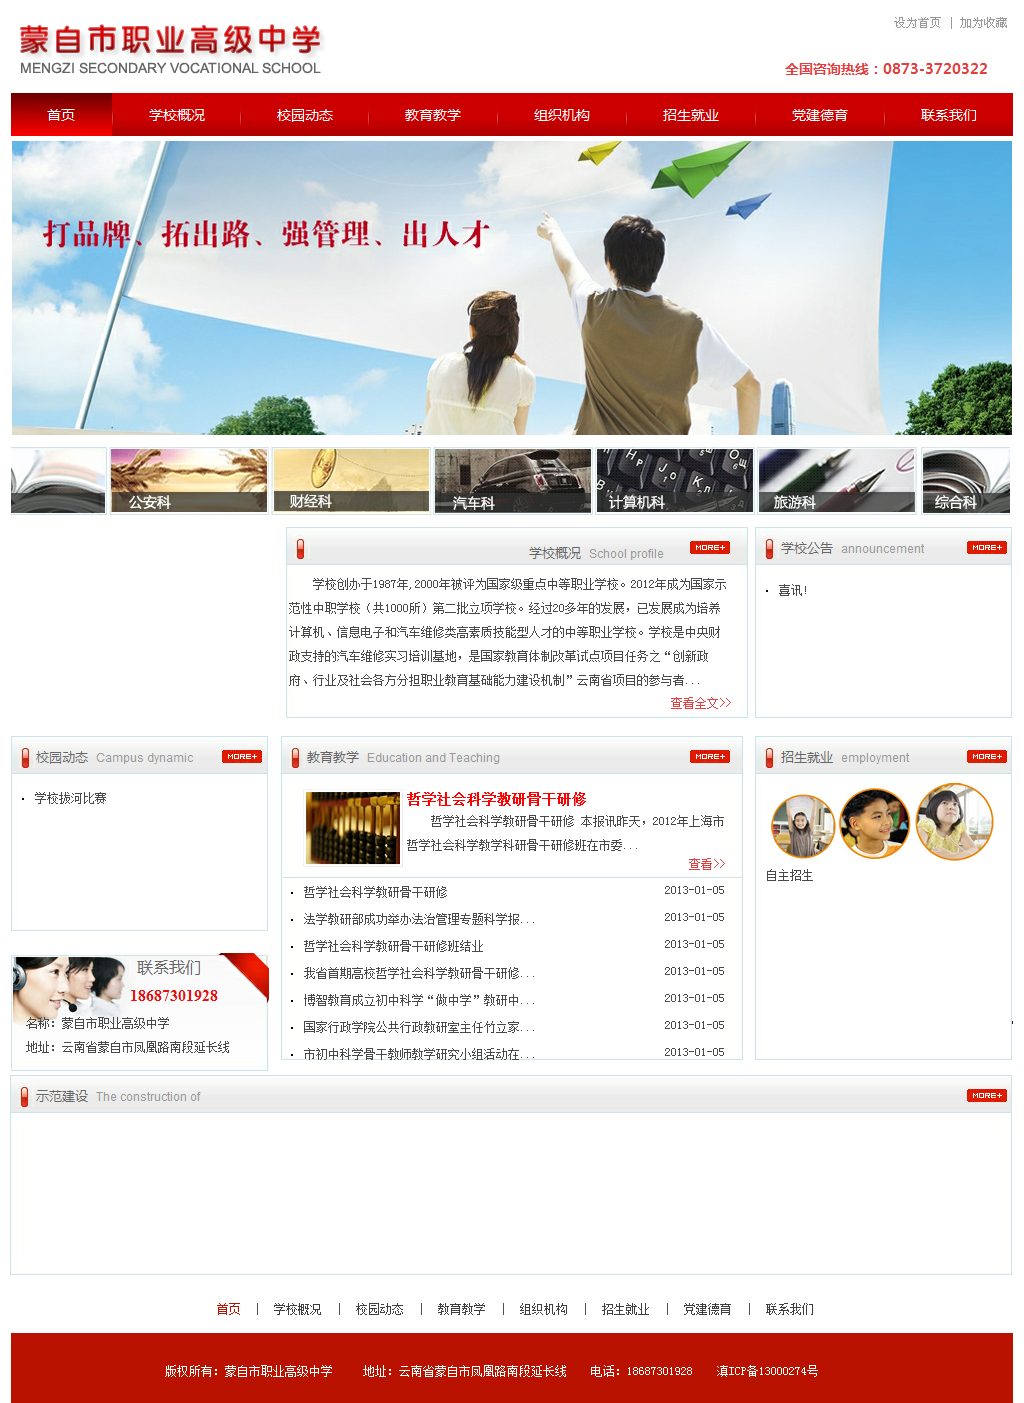 设为首页 | 加为收藏
蒙自市职业高级中学
MENGZI SECONDARY VOCATIONAL SCHOOL
全国咨询热线：0873-3720322
首页 学校概况 校园动态 教育教学 组织机构 招生就业 党建德育 联系我们
打品牌、拓出路、强管理、出人才
公安科 财经科 汽车科 计算机科 旅游科 综合科
学校概况 School profile MORE+
学校创办于1987年,2000年被评为国家级重点中等职业学校。2012年成为国家示
范性中职学校（共1000所）第二批立项学校。经过20多年的发展，已发展成为培养
计算机、信息电子和汽车维修类高素质技能型人才的中等职业学校。学校是中央财
政支持的汽车维修实习培训基地，是国家教育体制改革试点项目任务之“创新政
府、行业及社会各方分担职业教育基础能力建设机制”云南省项目的参与者...
查看全文>>
学校公告 announcement MORE+
· 喜讯!
校园动态 Campus dynamic MORE+
· 学校拔河比赛
教育教学 Education and Teaching MORE+
哲学社会科学教研骨干研修
哲学社会科学教研骨干研修 本报讯昨天，2012年上海市
哲学社会科学教学科研骨干研修班在市委...
查看>>
· 哲学社会科学教研骨干研修 2013-01-05
· 法学教研部成功举办法治管理专题科学报... 2013-01-05
· 哲学社会科学教研骨干研修班结业 2013-01-05
· 我省首期高校哲学社会科学教研骨干研修... 2013-01-05
· 博智教育成立初中科学“做中学”教研中... 2013-01-05
· 国家行政学院公共行政教研室主任竹立家... 2013-01-05
· 市初中科学骨干教师教学研究小组活动在... 2013-01-05
招生就业 employment MORE+
自主招生
联系我们
18687301928
名称：蒙自市职业高级中学
地址：云南省蒙自市凤凰路南段延长线
示范建设 The construction of MORE+
首页 | 学校概况 | 校园动态 | 教育教学 | 组织机构 | 招生就业 | 党建德育 | 联系我们
版权所有：蒙自市职业高级中学 地址：云南省蒙自市凤凰路南段延长线 电话：18687301928 滇ICP备13000274号